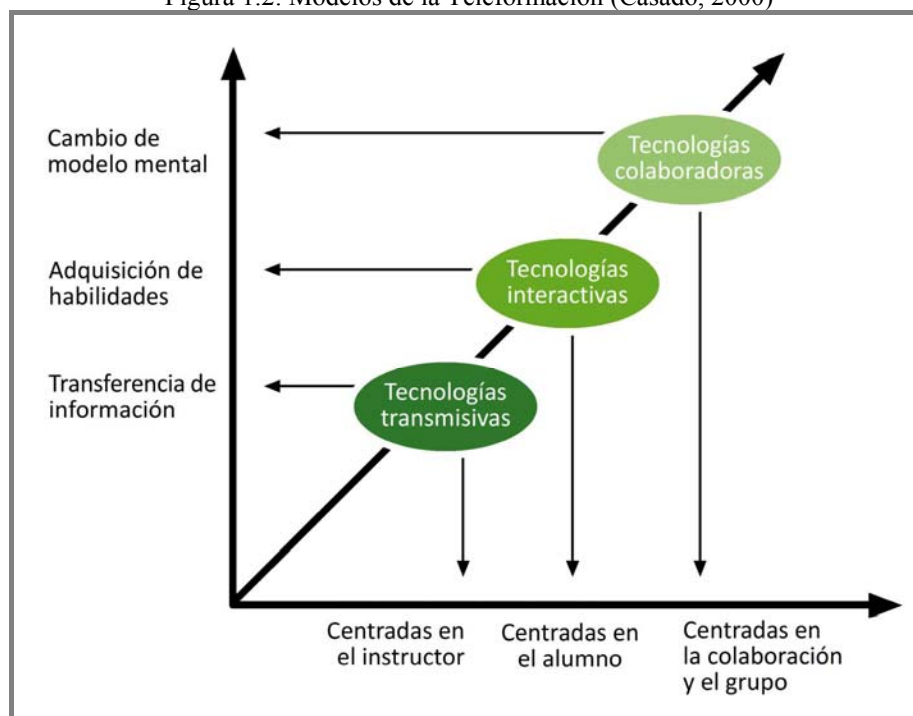 Figura 1.2. Modelos de la Teleformación (Casado, 2000)
Cambio de
modelo mental
Tecnologías
colaboradoras
Adquisición de
habilidades
Tecnologías
interactivas
Transferencia de
información
Tecnologías
transmisivas
Centradas en
el instructor
Centradas en
el alumno
Centradas en
la colaboración
y el grupo